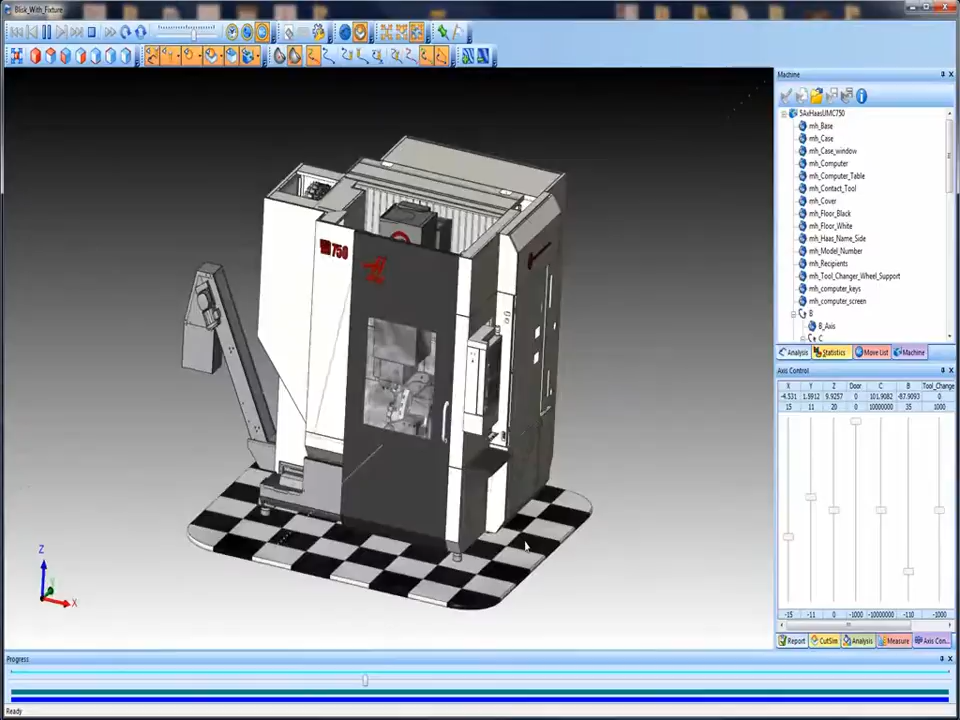 Blisk_With_Fixture
Machine
5AxHaasUMC750
mh_Base
mh_Case
mh_Case_window
mh_Computer
mh_Computer_Table
mh_Contact_Tool
mh_Cover
mh_Floor_Black
mh_Floor_White
mh_Haas_Name_Side
mh_Model_Number
mh_Recipients
mh_Tool_Changer_Wheel_Support
mh_computer_keys
mh_computer_screen
B
B_Axis
C
Analysis Statistics Move List Machine
Axis Control
X Y Z Door C B Tool_Change
-4.531 1.5912 9.9257 0 101.9082 -87.9093 0
15 11 20 0 10000000 35 1000
-15 -11 0 -1000 -10000000 -110 -1000
Report CutSim Analysis Measure Axis Con...
750
Z
X
Progress
Ready